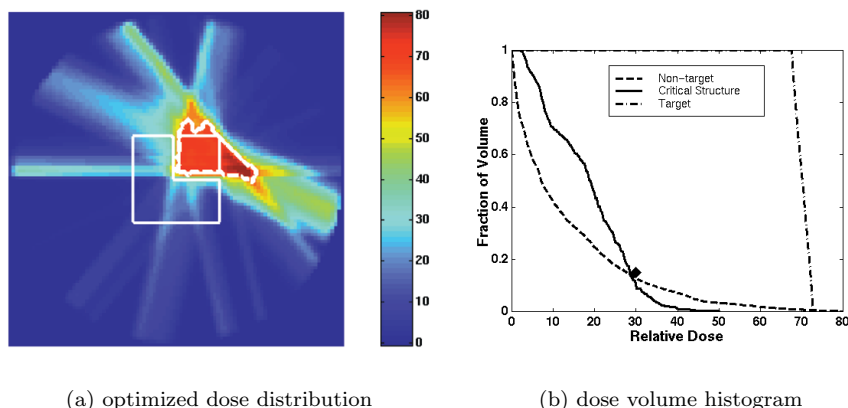 80
70
60
50
40
30
20
10
0
1
0.8
0.6
0.4
0.2
0
Fraction of Volume
Non-target
Critical Structure
Target
0 10 20 30 40 50 60 70 80
Relative Dose
(a) optimized dose distribution
(b) dose volume histogram